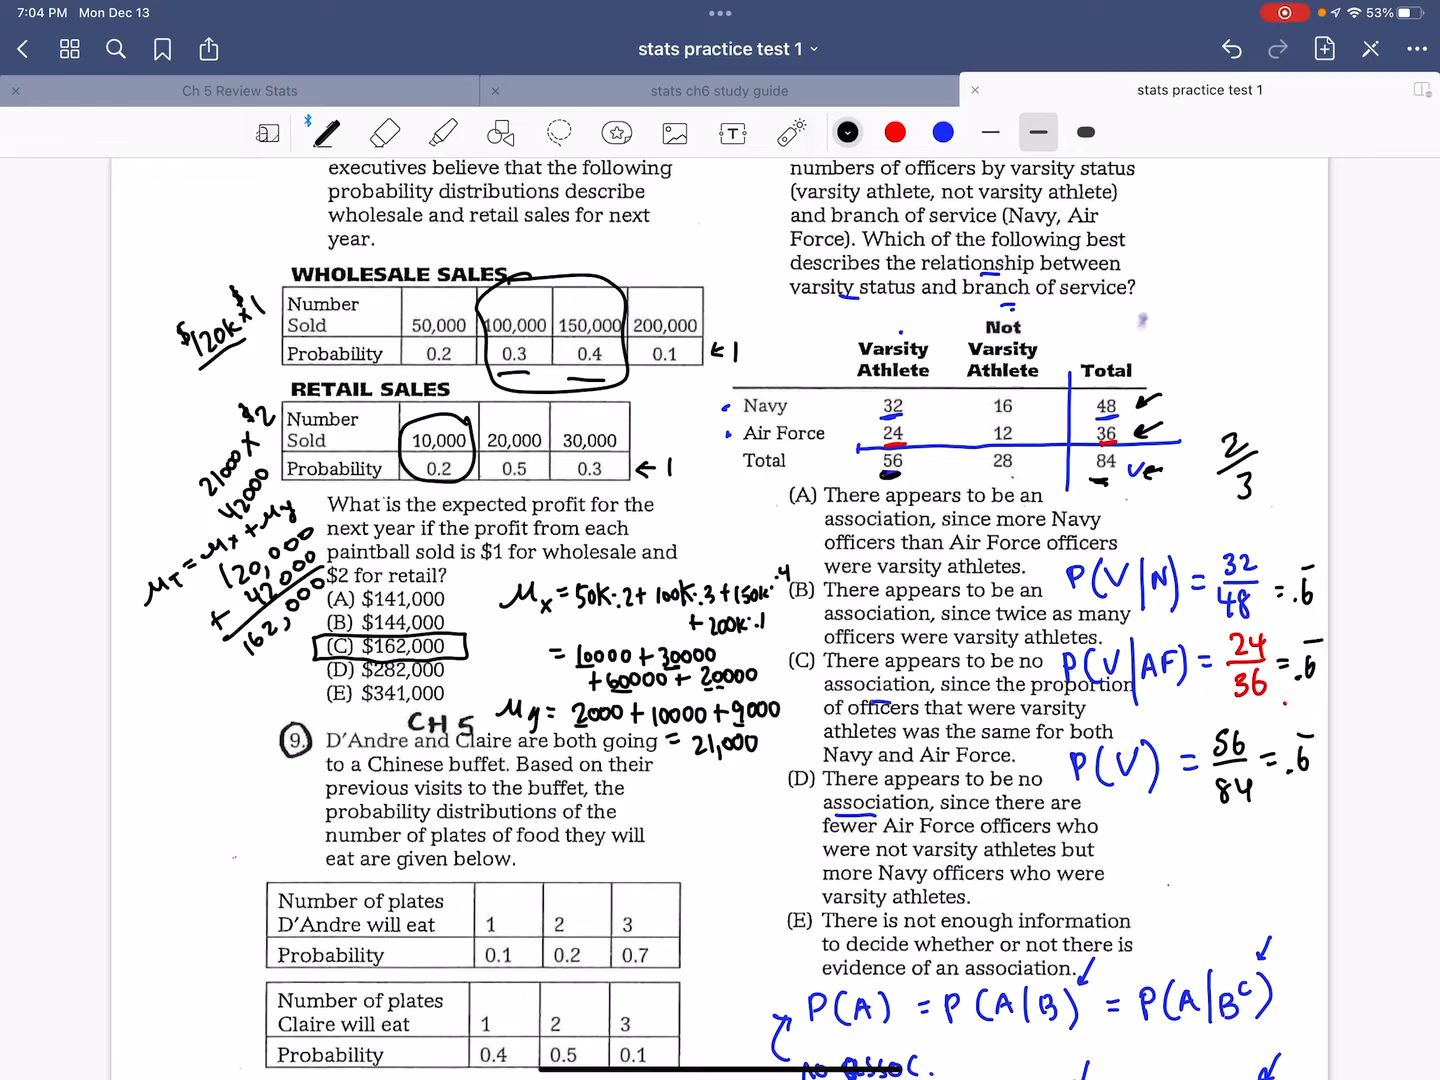 7:04 PM Mon Dec 13
53%
stats practice test 1
Ch 5 Review Stats
stats ch6 study guide
stats practice test 1
executives believe that the following
probability distributions describe
wholesale and retail sales for next
year.
WHOLESALE SALES
Number
Sold 50,000 100,000 150,000 200,000
Probability 0.2 0.3 0.4 0.1
← 1
$120K × $1
RETAIL SALES
Number
Sold 10,000 20,000 30,000
Probability 0.2 0.5 0.3
← 1
21000 × $2
42000
μT = μx + μy
120,000
+ 42000
162,000
What is the expected profit for the
next year if the profit from each
paintball sold is $1 for wholesale and
$2 for retail?
(A) $141,000
(B) $144,000
(C) $162,000
(D) $282,000
(E) $341,000
μx = 50K·.2 + 100K·.3 + 150K·.4
+ 200K·.1
= 10000 + 30000
+ 60000 + 20000
μy = 2000 + 10000 + 9000
= 21,000
CH 5
9. D'Andre and Claire are both going
to a Chinese buffet. Based on their
previous visits to the buffet, the
probability distributions of the
number of plates of food they will
eat are given below.
Number of plates
D'Andre will eat 1 2 3
Probability 0.1 0.2 0.7
Number of plates
Claire will eat 1 2 3
Probability 0.4 0.5 0.1
numbers of officers by varsity status
(varsity athlete, not varsity athlete)
and branch of service (Navy, Air
Force). Which of the following best
describes the relationship between
varsity status and branch of service?
Varsity Athlete Not Varsity Athlete Total
Navy 32 16 48
Air Force 24 12 36
Total 56 28 84
2/3
(A) There appears to be an
association, since more Navy
officers than Air Force officers
were varsity athletes.
(B) There appears to be an
association, since twice as many
officers were varsity athletes.
(C) There appears to be no
association, since the proportion
of officers that were varsity
athletes was the same for both
Navy and Air Force.
(D) There appears to be no
association, since there are
fewer Air Force officers who
were not varsity athletes but
more Navy officers who were
varsity athletes.
(E) There is not enough information
to decide whether or not there is
evidence of an association.
P(V|N) = 32/48 = .6̅
P(V|AF) = 24/36 = .6̅
P(V) = 56/84 = .6̅
P(A) = P(A|B) = P(A|Bᶜ)
no assoc.